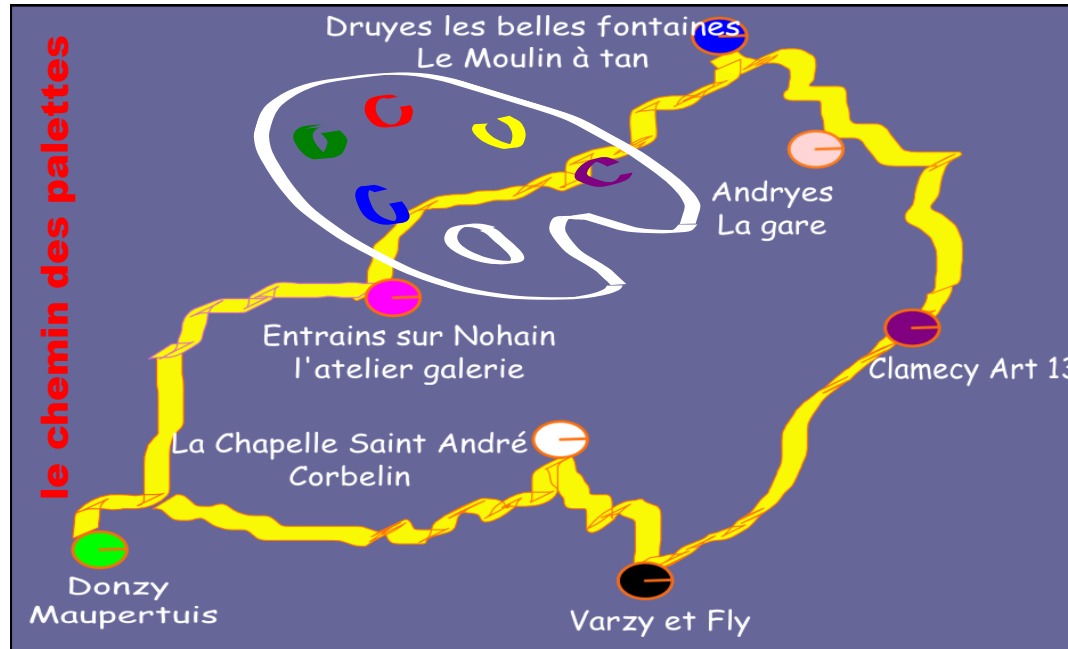 le chemin des palettes
Druyes les belles fontaines
Le Moulin à tan
Andryes
La gare
Entrains sur Nohain
l'atelier galerie
Clamecy Art 13
La Chapelle Saint André
Corbelin
Donzy
Maupertuis
Varzy et Fly